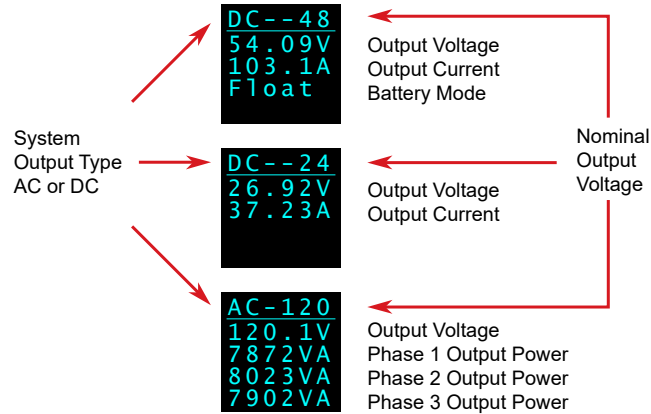 DC--48
54.09V
103.1A
Float
Output Voltage
Output Current
Battery Mode
System
Output Type
AC or DC
DC--24
26.92V
37.23A
Output Voltage
Output Current
Nominal
Output
Voltage
AC-120
120.1V
7872VA
8023VA
7902VA
Output Voltage
Phase 1 Output Power
Phase 2 Output Power
Phase 3 Output Power